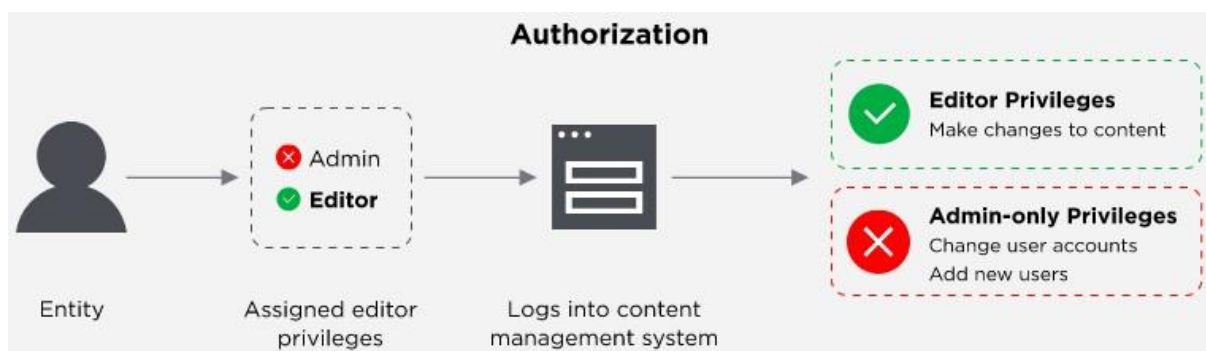 Authorization
Admin
Editor
Editor Privileges
Make changes to content
Admin-only Privileges
Change user accounts
Add new users
Entity
Assigned editor
privileges
Logs into content
management system